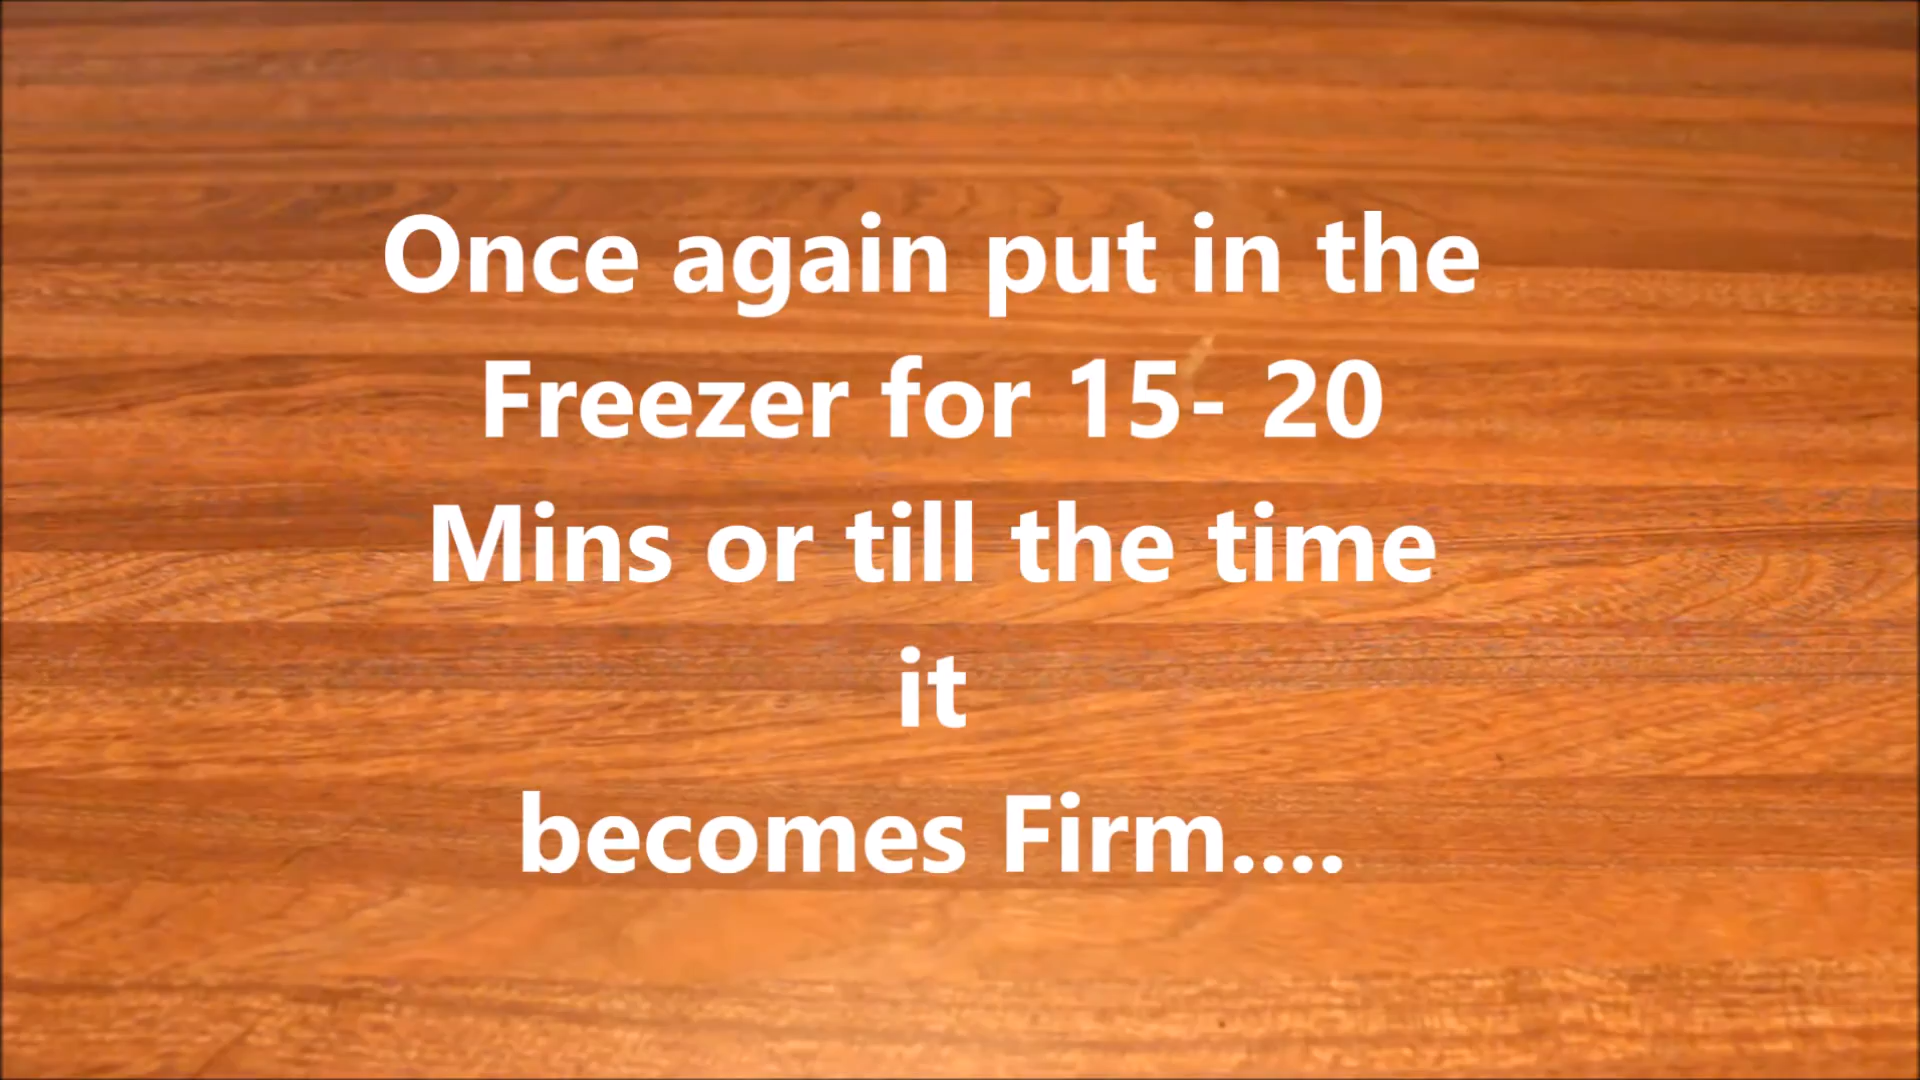 Once again put in the
Freezer for 15- 20
Mins or till the time
it
becomes Firm....